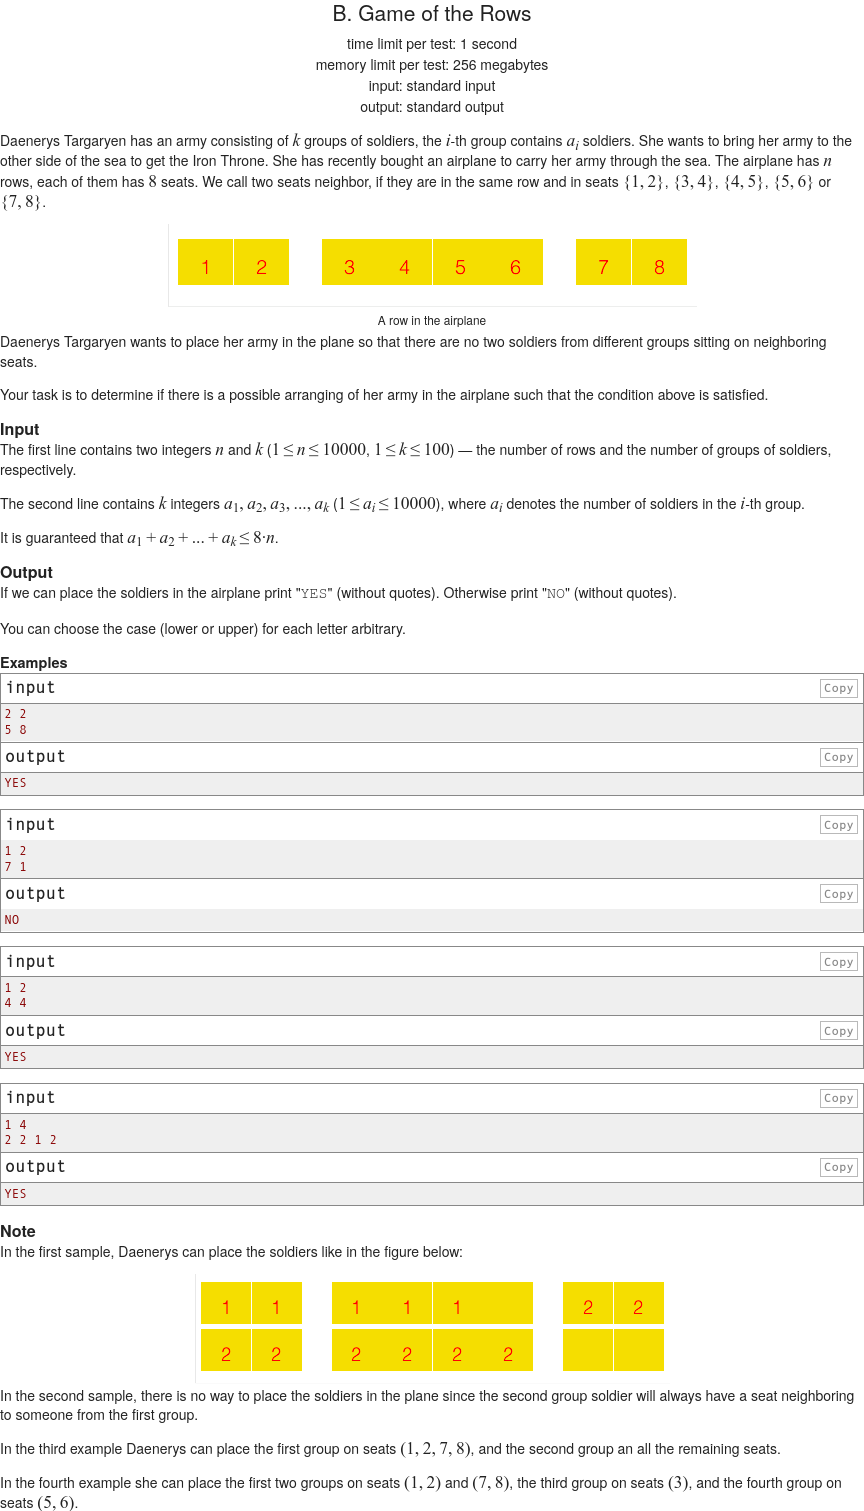 B. Game of the Rows
time limit per test: 1 second
memory limit per test: 256 megabytes
input: standard input
output: standard output
Daenerys Targaryen has an army consisting of k groups of soldiers, the i-th group contains a_i soldiers. She wants to bring her army to the
other side of the sea to get the Iron Throne. She has recently bought an airplane to carry her army through the sea. The airplane has n
rows, each of them has 8 seats. We call two seats neighbor, if they are in the same row and in seats {1, 2}, {3, 4}, {4, 5}, {5, 6} or
{7, 8}.
1 2 3 4 5 6 7 8
A row in the airplane
Daenerys Targaryen wants to place her army in the plane so that there are no two soldiers from different groups sitting on neighboring
seats.
Your task is to determine if there is a possible arranging of her army in the airplane such that the condition above is satisfied.
Input
The first line contains two integers n and k (1 ≤ n ≤ 10000, 1 ≤ k ≤ 100) — the number of rows and the number of groups of soldiers,
respectively.
The second line contains k integers a_1, a_2, a_3, ..., a_k (1 ≤ a_i ≤ 10000), where a_i denotes the number of soldiers in the i-th group.
It is guaranteed that a_1 + a_2 + ... + a_k ≤ 8·n.
Output
If we can place the soldiers in the airplane print "YES" (without quotes). Otherwise print "NO" (without quotes).
You can choose the case (lower or upper) for each letter arbitrary.
Examples
input Copy
2 2
5 8
output Copy
YES
input Copy
1 2
7 1
output Copy
NO
input Copy
1 2
4 4
output Copy
YES
input Copy
1 4
2 2 1 2
output Copy
YES
Note
In the first sample, Daenerys can place the soldiers like in the figure below:
1 1 1 1 1 2 2
2 2 2 2 2 2
In the second sample, there is no way to place the soldiers in the plane since the second group soldier will always have a seat neighboring
to someone from the first group.
In the third example Daenerys can place the first group on seats (1, 2, 7, 8), and the second group an all the remaining seats.
In the fourth example she can place the first two groups on seats (1, 2) and (7, 8), the third group on seats (3), and the fourth group on
seats (5, 6).